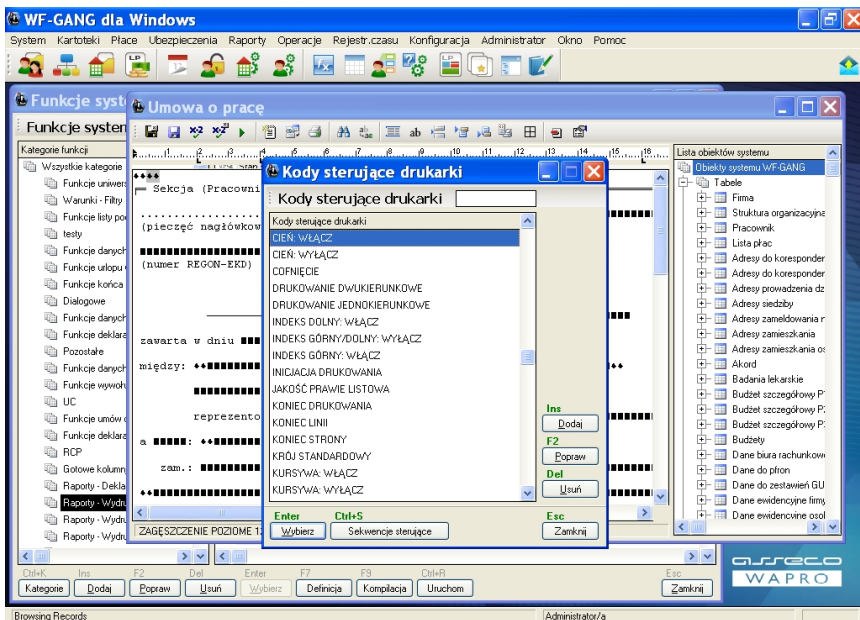 WF-GANG dla Windows
System Kartoteki Płace Ubezpieczenia Raporty Operacje Rejestr.czasu Konfiguracja Administrator Okno Pomoc
Funkcje syst
Umowa o pracę
Funkcje system
Kategorie funkcji
Wszystkie kategorie
Funkcje uniwers
Warunki - Filtry
Funkcje listy po
testy
Funkcje danych
Funkcje urlopu
Funkcje końca
Dialogowe
Funkcje danych
Funkcje deklara
Pozostałe
Funkcje danych
Funkcje wywoł
UC
Funkcje umów
Funkcje deklara
RCP
Gotowe kolumn
Raporty - Dekla
Raporty - Wydru
Raporty - Wydru
Raporty - Wydru
Sekcja (Pracowni
(pieczęć nagłówkow
(numer REGON-EKD)
zawarta w dniu
między:
reprezento
a
zam.:
ZAGĘSZCZENIE POZIOME 1
Kody sterujące drukarki
Kody sterujące drukarki
Kody sterujące drukarki
CIEŃ: WŁĄCZ
CIEŃ: WYŁĄCZ
COFNIĘCIE
DRUKOWANIE DWUKIERUNKOWE
DRUKOWANIE JEDNOKIERUNKOWE
INDEKS DOLNY: WŁĄCZ
INDEKS GÓRNY/DOLNY: WYŁĄCZ
INDEKS GÓRNY: WŁĄCZ
INICJACJA DRUKOWANIA
JAKOŚĆ PRAWIE LISTOWA
KONIEC DRUKOWANIA
KONIEC LINII
KONIEC STRONY
KRÓJ STANDARDOWY
KURSYWA: WŁĄCZ
KURSYWA: WYŁĄCZ
Ins
Dodaj
F2
Popraw
Del
Usuń
Enter Ctrl+S Esc
Wybierz Sekwencje sterujące Zamknij
Lista obiektów systemu
Obiekty systemu WF-GANG
Tabele
Firma
Struktura organizacyjna
Pracownik
Lista płac
Adresy do koresponder
Adresy do koresponder
Adresy prowadzenia dz
Adresy siedziby
Adresy zameldowania r
Adresy zamieszkania
Adresy zamieszkania os
Akord
Badania lekarskie
Budżet szczegółowy P
Budżet szczegółowy P
Budżet szczegółowy P
Budżety
Dane biura rachunkow
Dane do pfron
Dane do zestawień GU
Dane ewidencyjne firmy
Dane ewidencyjne osob
Ctrl+K Ins F2 Del Enter F7 F9 Ctrl+R Esc
Kategorie Dodaj Popraw Usuń Wybierz Definicja Kompilacja Uruchom Zamknij
asseco
WAPRO
Browsing Records Administrator/a